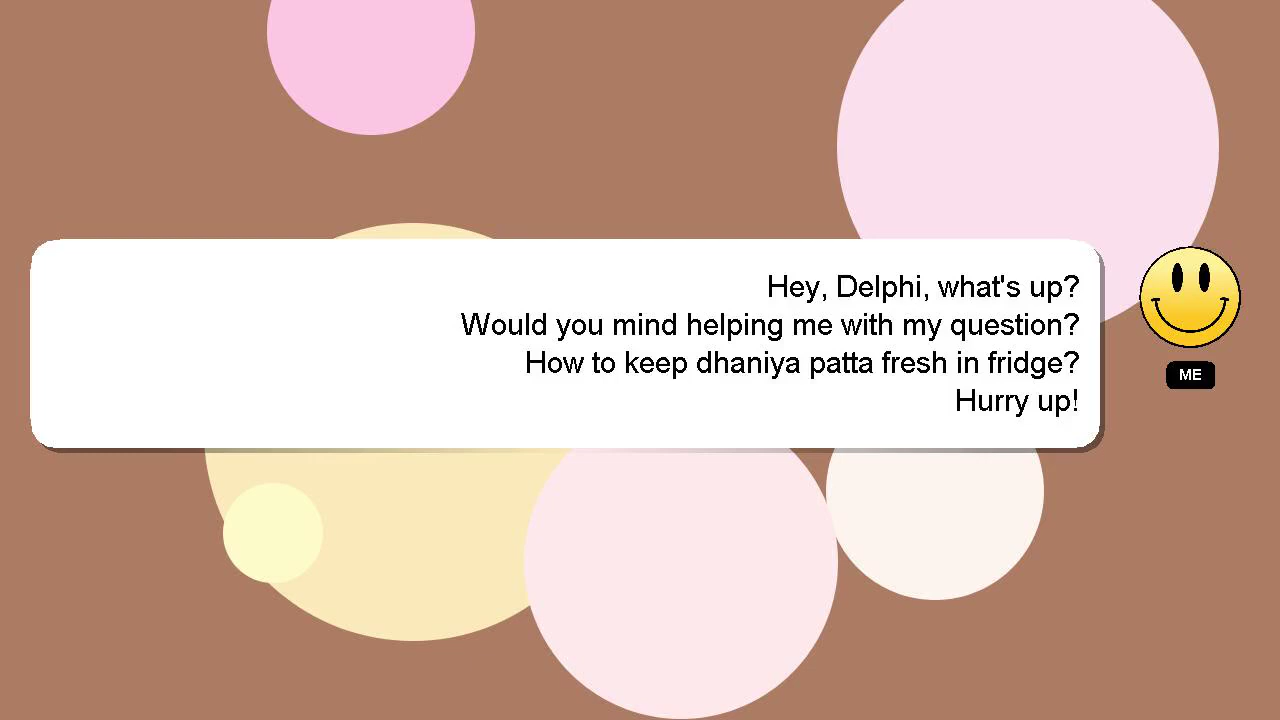 Hey, Delphi, what's up?
Would you mind helping me with my question?
How to keep dhaniya patta fresh in fridge?
Hurry up!
ME